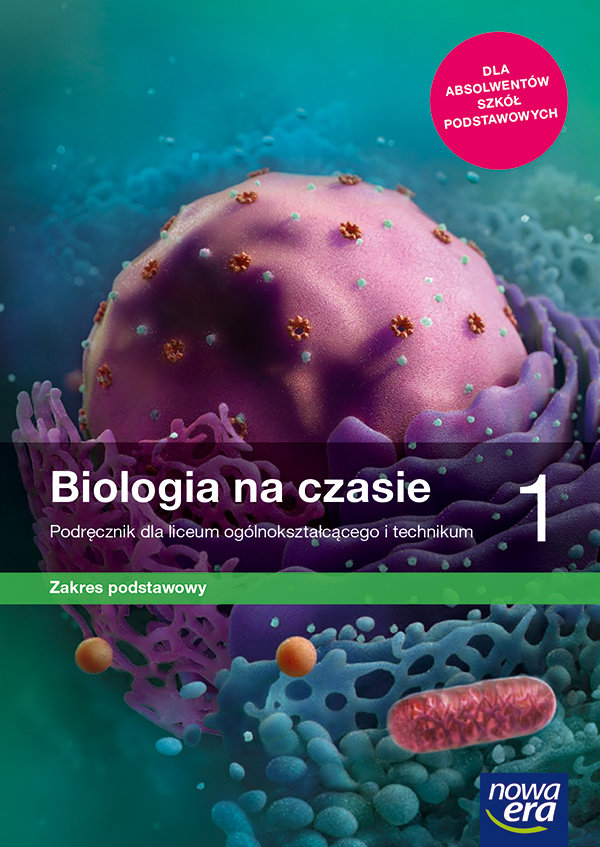 DLA
ABSOLWENTÓW
SZKÓŁ
PODSTAWOWYCH
Biologia na czasie 1
Podręcznik dla liceum ogólnokształcącego i technikum
Zakres podstawowy
nowa
era